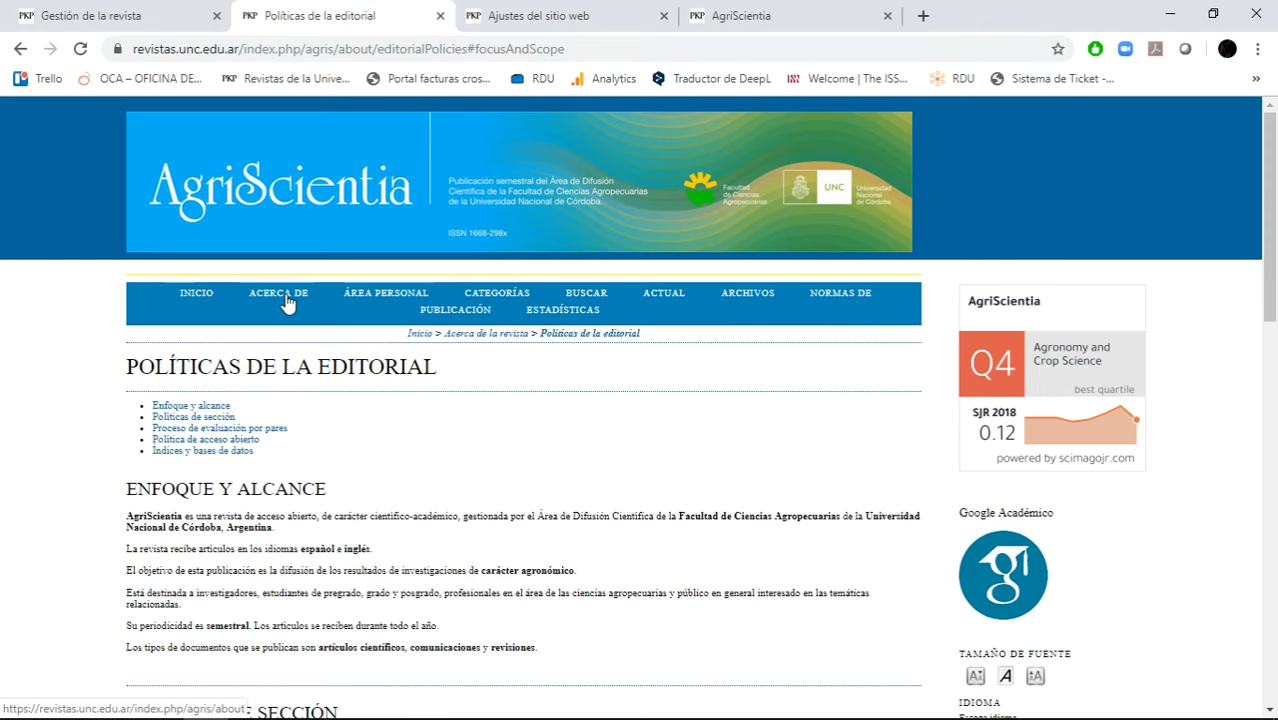 Gestión de la revista
Políticas de la editorial
Ajustes del sitio web
AgriScientia
revistas.unc.edu.ar/index.php/agris/about/editorialPolicies#focusAndScope
Trello
OCA – OFICINA DE...
Revistas de la Unive...
Portal facturas cros...
RDU
Analytics
Traductor de DeepL
Welcome | The ISS...
RDU
Sistema de Ticket -...
»
AgriScientia
Publicación semestral del Área de Difusión
Científica de la Facultad de Ciencias Agropecuarias
de la Universidad Nacional de Córdoba.
ISSN 1668-298x
Facultad
de Ciencias
Agropecuarias
UNC
Universidad
Nacional
de Córdoba
INICIO
ACERCA DE
ÁREA PERSONAL
CATEGORÍAS
BUSCAR
ACTUAL
ARCHIVOS
NORMAS DE
PUBLICACIÓN
ESTADÍSTICAS
Inicio > Acerca de la revista > Políticas de la editorial
POLÍTICAS DE LA EDITORIAL
Enfoque y alcance
Políticas de sección
Proceso de evaluación por pares
Política de acceso abierto
Indices y bases de datos
ENFOQUE Y ALCANCE
AgriScientia es una revista de acceso abierto, de carácter científico-académico, gestionada por el Área de Difusión Científica de la Facultad de Ciencias Agropecuarias de la Universidad
Nacional de Córdoba, Argentina.
La revista recibe artículos en los idiomas español e inglés.
El objetivo de esta publicación es la difusión de los resultados de investigaciones de carácter agronómico.
Está destinada a investigadores, estudiantes de pregrado, grado y posgrado, profesionales en el área de las ciencias agropecuarias y público en general interesado en las temáticas
relacionadas.
Su periodicidad es semestral. Los artículos se reciben durante todo el año.
Los tipos de documentos que se publican son artículos científicos, comunicaciones y revisiones.
E SECCIÓN
AgriScientia
Q4
Agronomy and
Crop Science
best quartile
SJR 2018
0.12
powered by scimagojr.com
Google Académico
TAMAÑO DE FUENTE
A A A
IDIOMA
Escoge idioma
https://revistas.unc.edu.ar/index.php/agris/about